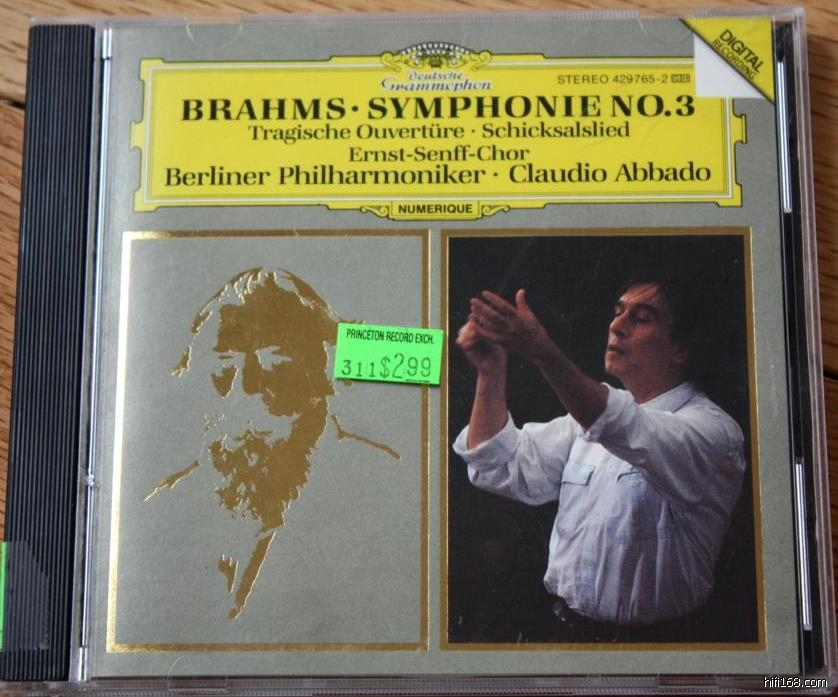 Deutsche
Grammophon
STEREO 429765-2
DIGITAL
RECORDING
BRAHMS · SYMPHONIE NO.3
Tragische Ouvertüre · Schicksalslied
Ernst-Senff-Chor
Berliner Philharmoniker · Claudio Abbado
NUMERIQUE
PRINCETON RECORD EXCH.
311 $2.99
hifi168.com